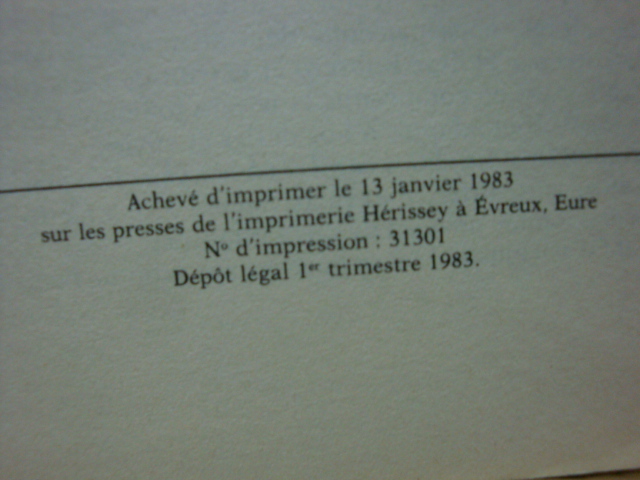 Achevé d'imprimer le 13 janvier 1983
sur les presses de l'imprimerie Hérissey à Évreux, Eure
Nº d'impression : 31301
Dépôt légal 1er trimestre 1983.